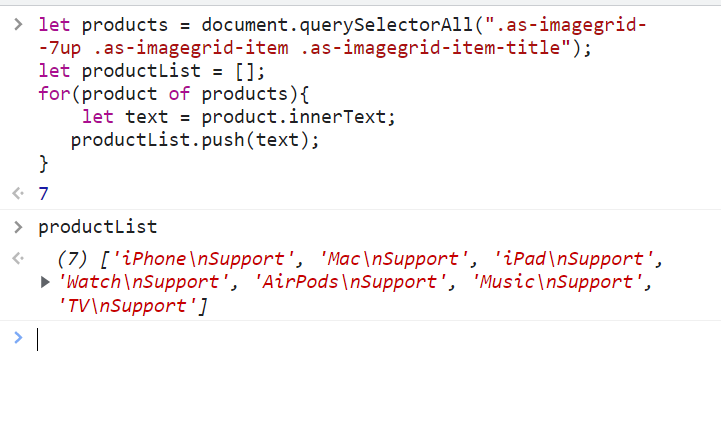 let products = document.querySelectorAll(".as-imagegrid-
-7up .as-imagegrid-item .as-imagegrid-item-title");
let productList = [];
for(product of products){
    let text = product.innerText;
   productList.push(text);
}
7
productList
(7) ['iPhone\nSupport', 'Mac\nSupport', 'iPad\nSupport',
'Watch\nSupport', 'AirPods\nSupport', 'Music\nSupport',
'TV\nSupport']